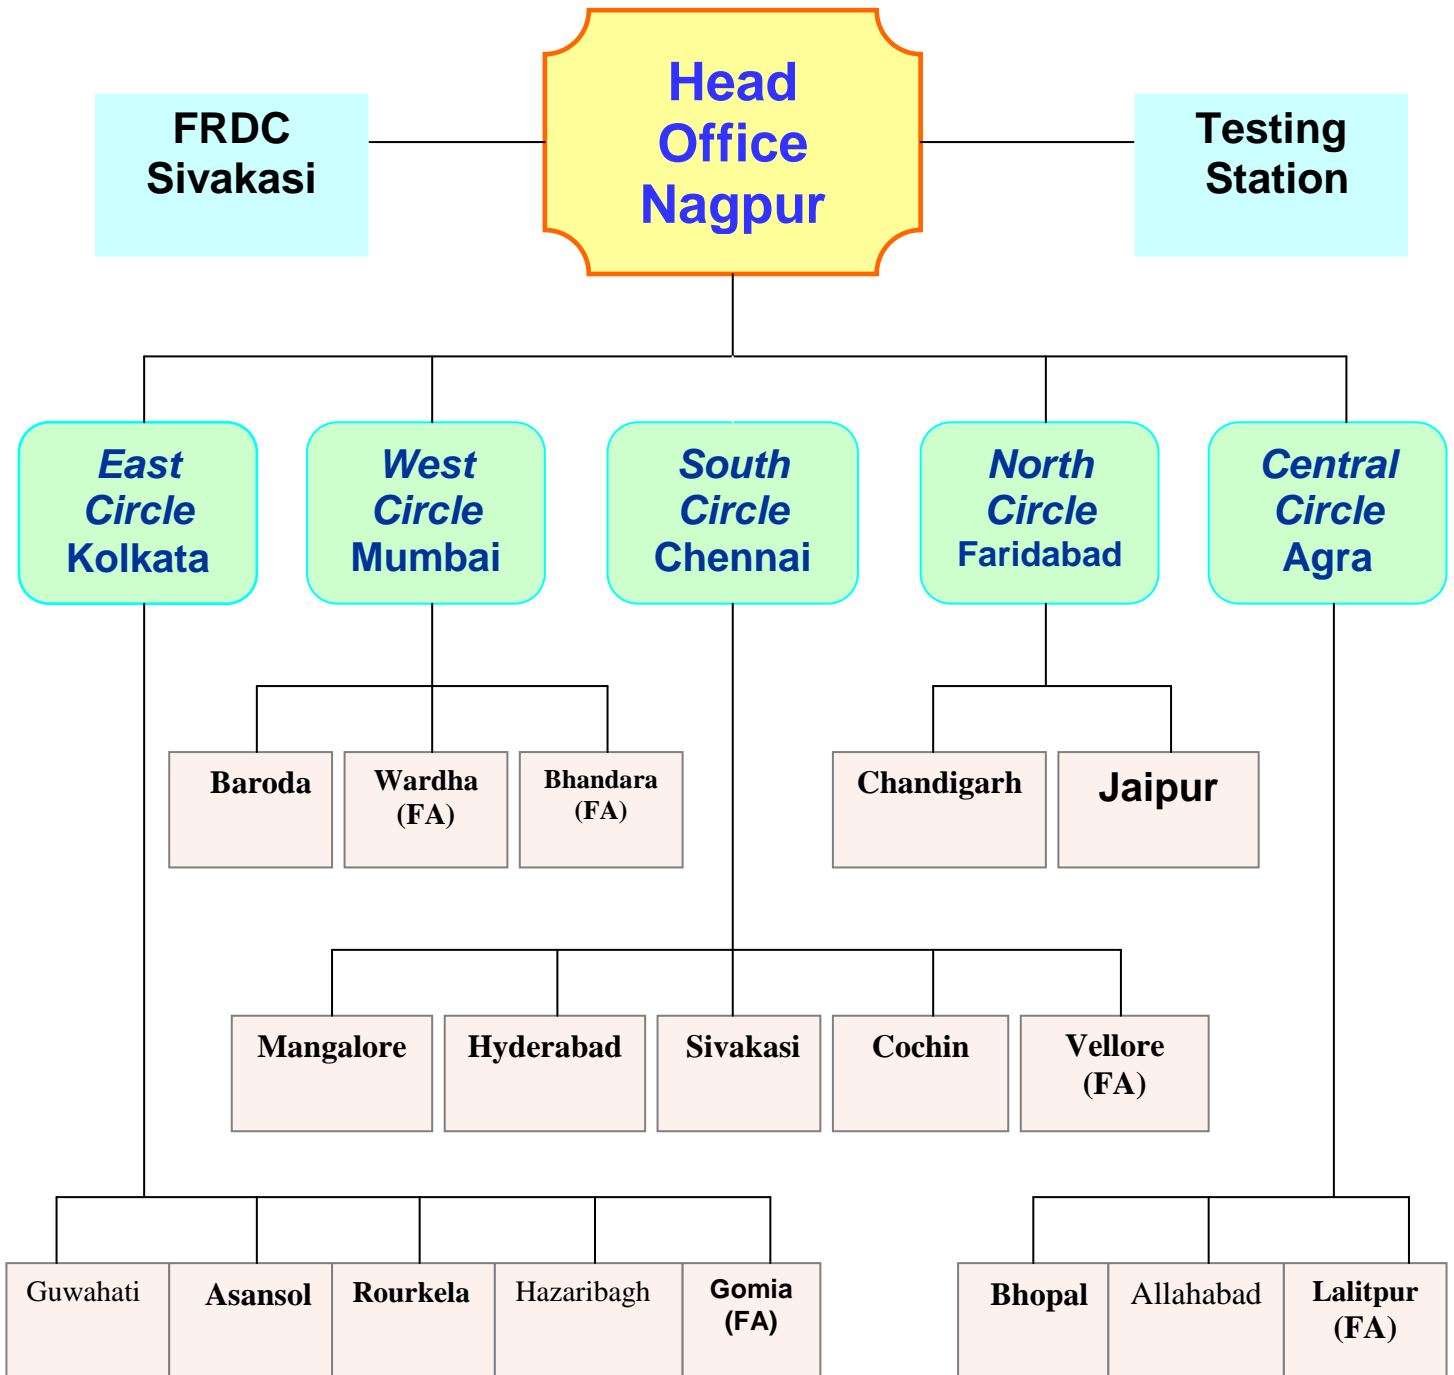 Head
Office
Nagpur
FRDC
Sivakasi
Testing
Station
East
Circle
Kolkata
West
Circle
Mumbai
South
Circle
Chennai
North
Circle
Faridabad
Central
Circle
Agra
Baroda
Wardha
(FA)
Bhandara
(FA)
Chandigarh
Jaipur
Mangalore
Hyderabad
Sivakasi
Cochin
Vellore
(FA)
Guwahati
Asansol
Rourkela
Hazaribagh
Gomia
(FA)
Bhopal
Allahabad
Lalitpur
(FA)